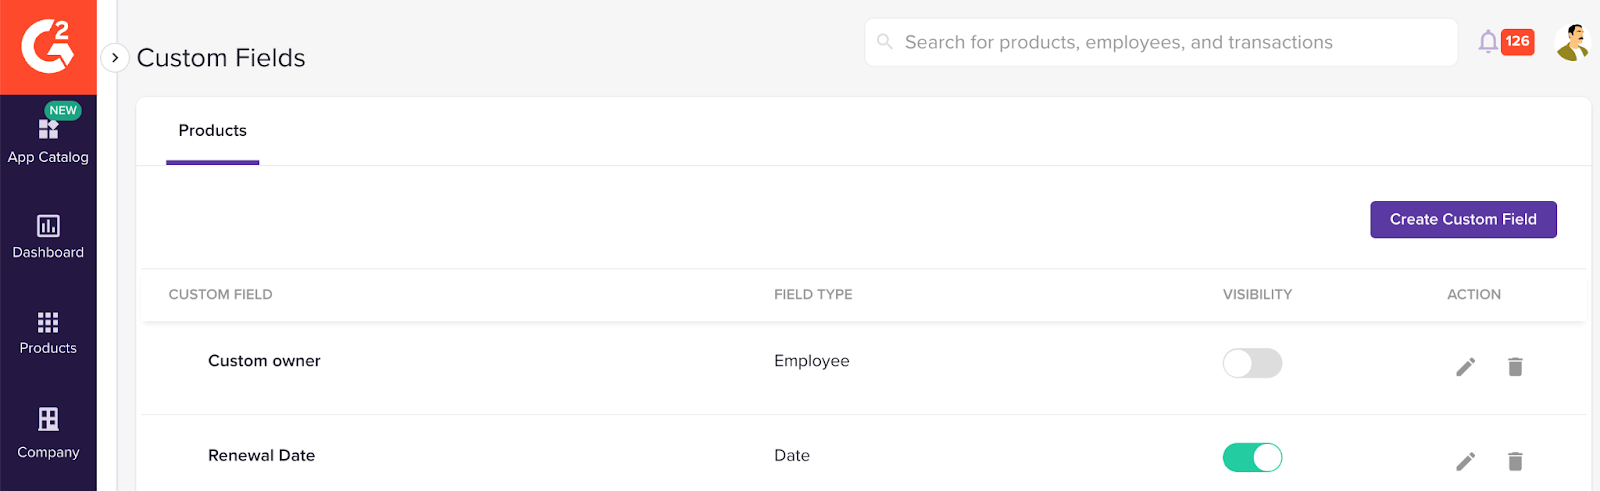 G2
Custom Fields
Search for products, employees, and transactions
126
NEW
App Catalog
Dashboard
Products
Company
Products
Create Custom Field
CUSTOM FIELD FIELD TYPE VISIBILITY ACTION
Custom owner Employee
Renewal Date Date